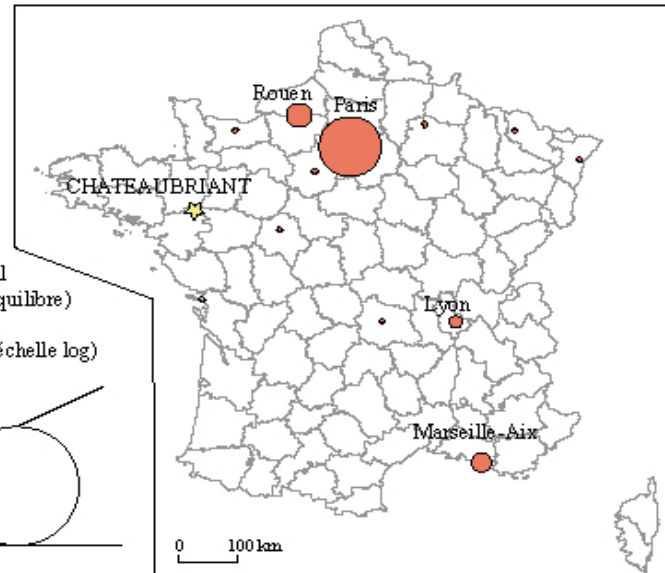 Rouen
Paris
CHATEAUBRIANT
l
quilibre)
Lyon
échelle log)
Marseille-Aix
0 100 km